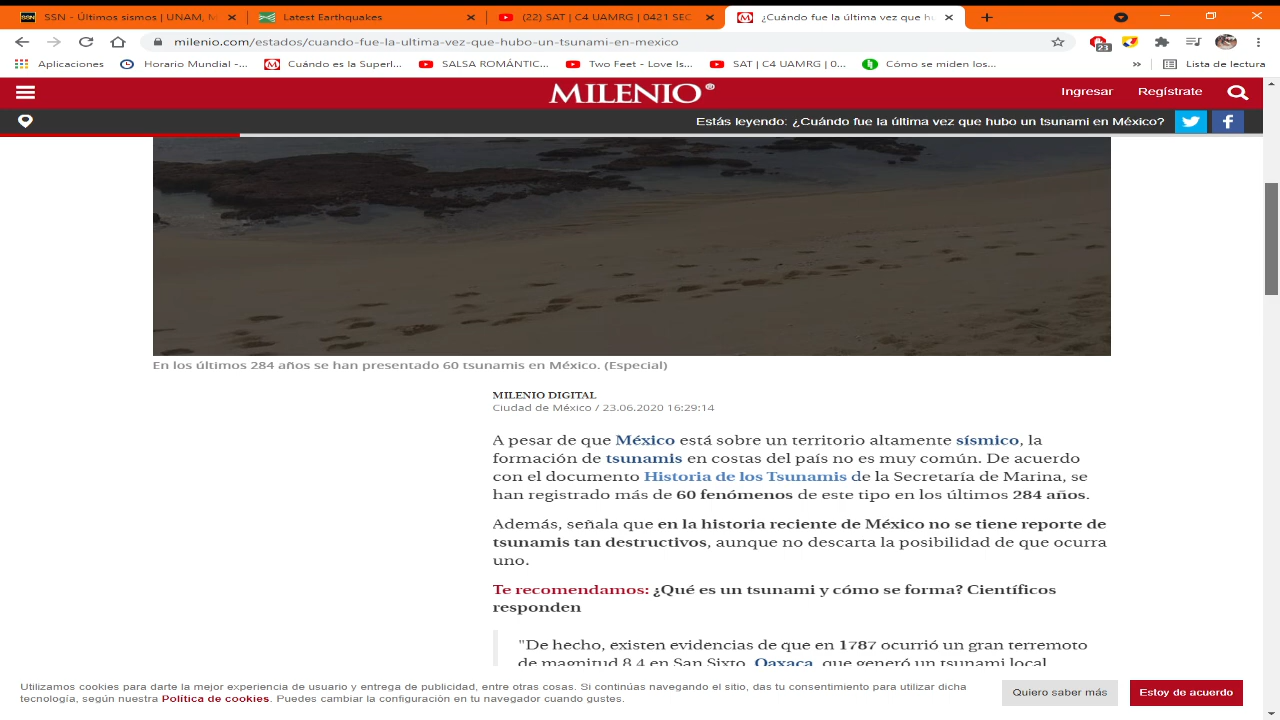 SSN - Últimos sismos | UNAM, M
Latest Earthquakes
(22) SAT | C4 UAMRG | 0421 SEC
¿Cuándo fue la última vez que hu
milenio.com/estados/cuando-fue-la-ultima-vez-que-hubo-un-tsunami-en-mexico
23
Aplicaciones
Horario Mundial -...
Cuándo es la Superl...
SALSA ROMÁNTIC...
Two Feet - Love Is...
SAT | C4 UAMRG | 0...
Cómo se miden los...
»
Lista de lectura
MILENIO®
Ingresar
Regístrate
Estás leyendo: ¿Cuándo fue la última vez que hubo un tsunami en México?
En los últimos 284 años se han presentado 60 tsunamis en México. (Especial)
MILENIO DIGITAL
Ciudad de México / 23.06.2020 16:29:14
A pesar de que México está sobre un territorio altamente sísmico, la
formación de tsunamis en costas del país no es muy común. De acuerdo
con el documento Historia de los Tsunamis de la Secretaría de Marina, se
han registrado más de 60 fenómenos de este tipo en los últimos 284 años.
Además, señala que en la historia reciente de México no se tiene reporte de
tsunamis tan destructivos, aunque no descarta la posibilidad de que ocurra
uno.
Te recomendamos: ¿Qué es un tsunami y cómo se forma? Científicos
responden
"De hecho, existen evidencias de que en 1787 ocurrió un gran terremoto
de magnitud 8.4 en San Sixto, Oaxaca, que generó un tsunami local
Utilizamos cookies para darte la mejor experiencia de usuario y entrega de publicidad, entre otras cosas. Si continúas navegando el sitio, das tu consentimiento para utilizar dicha
tecnología, según nuestra Política de cookies. Puedes cambiar la configuración en tu navegador cuando gustes.
Quiero saber más
Estoy de acuerdo